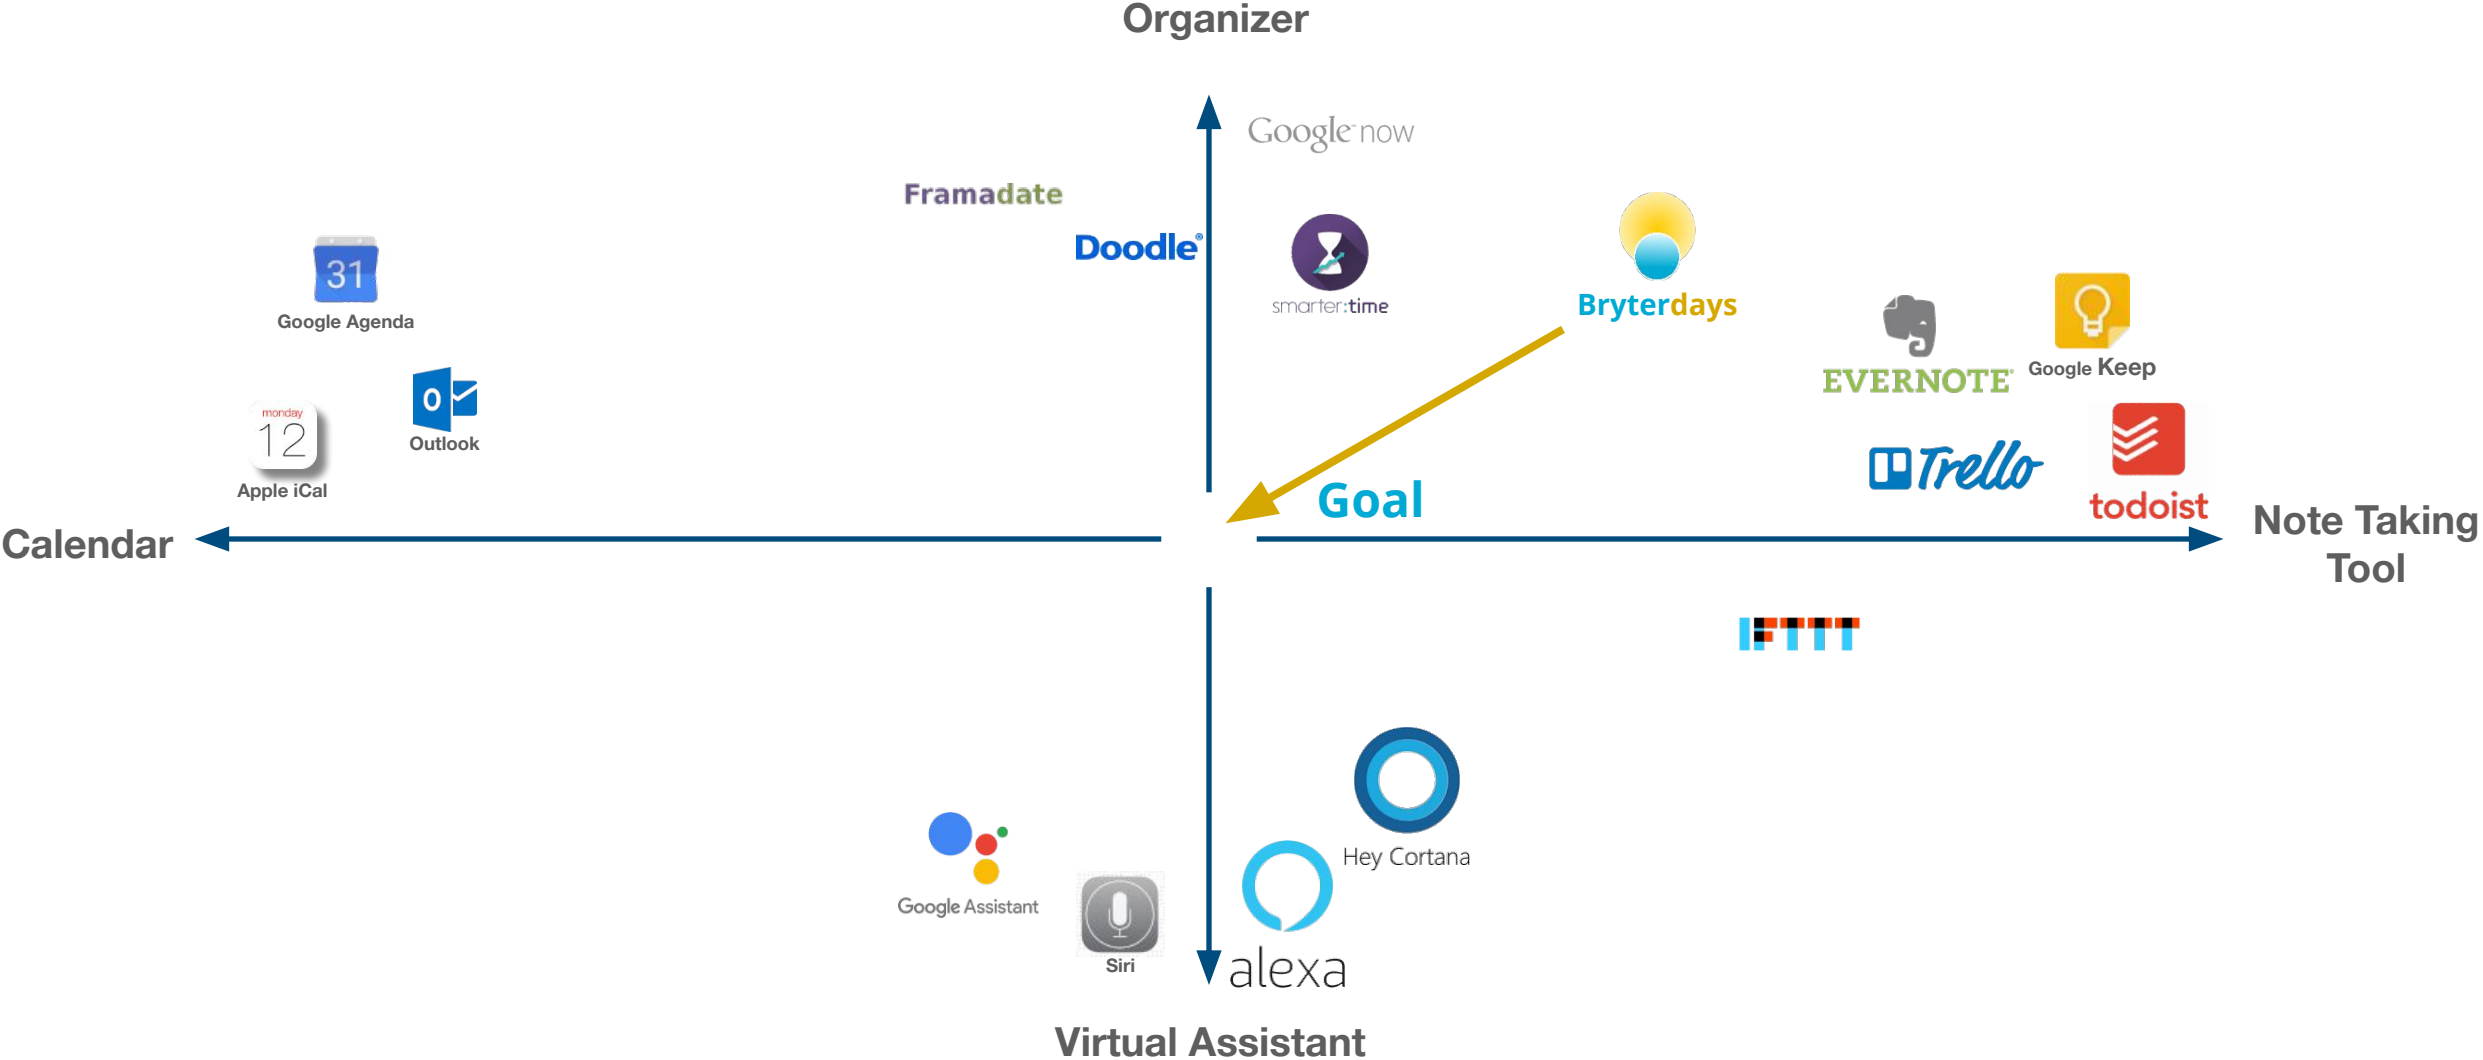 Organizer
Google now
Framadate
Doodle®
31
Google Agenda
smarter:time
Bryterdays
EVERNOTE®
Google Keep
O
Outlook
monday
12
Apple iCal
Trello
todoist
Goal
Calendar
Note Taking
Tool
IFTTT
Hey Cortana
Google Assistant
Siri
alexa
Virtual Assistant